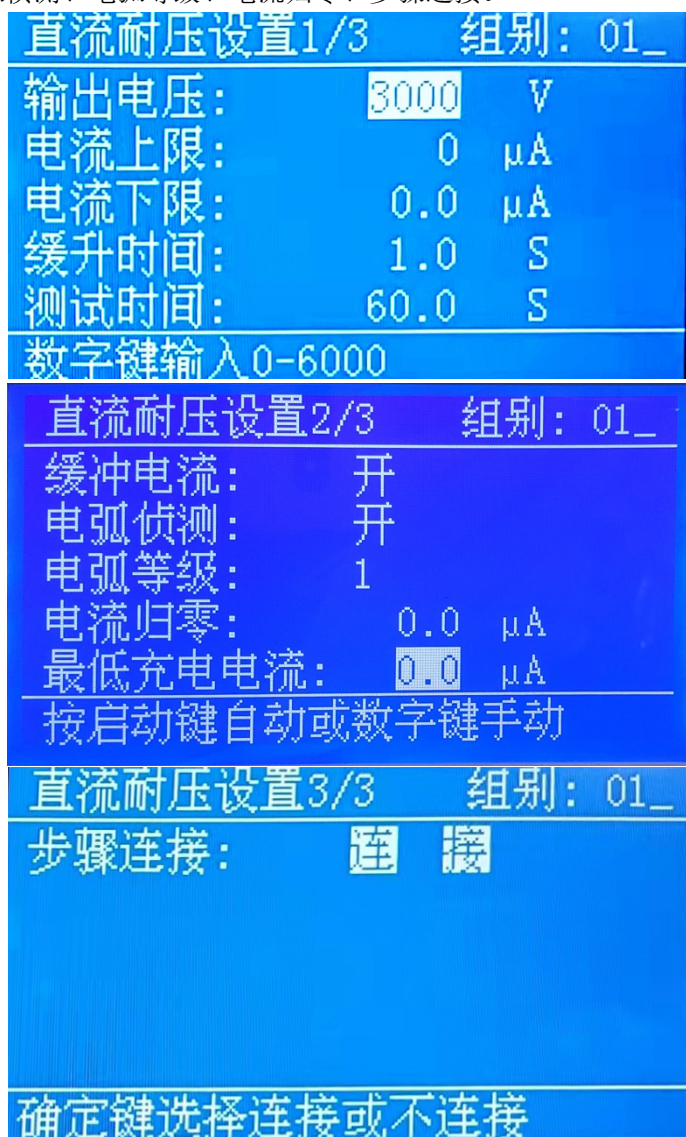 直流耐压设置1/3 组别: 01_
输出电压: 3000 V
电流上限: 0 μA
电流下限: 0.0 μA
缓升时间: 1.0 S
测试时间: 60.0 S
数字键输入0-6000
直流耐压设置2/3 组别: 01_
缓冲电流: 开
电弧侦测: 开
电弧等级: 1
电流归零: 0.0 μA
最低充电电流: 0.0 μA
按启动键自动或数字键手动
直流耐压设置3/3 组别: 01_
步骤连接: 连 接
确定键选择连接或不连接